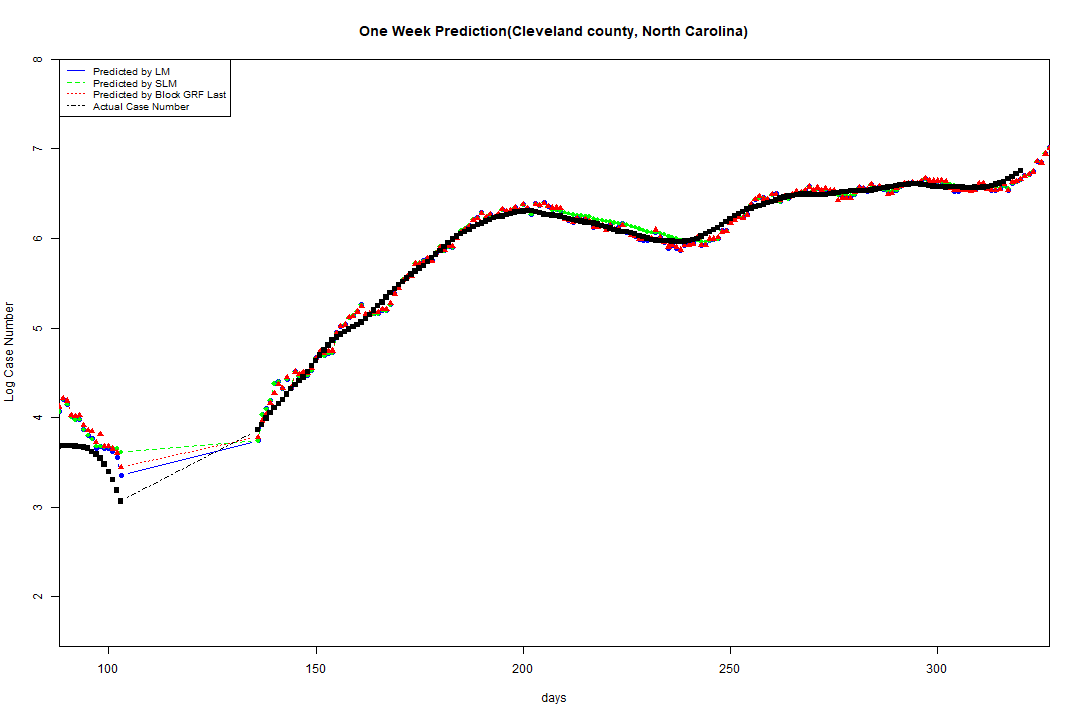 One Week Prediction(Cleveland county, North Carolina)
Predicted by LM
Predicted by SLM
Predicted by Block GRF Last
Actual Case Number
8
7
6
5
4
3
2
Log Case Number
100 150 200 250 300
days